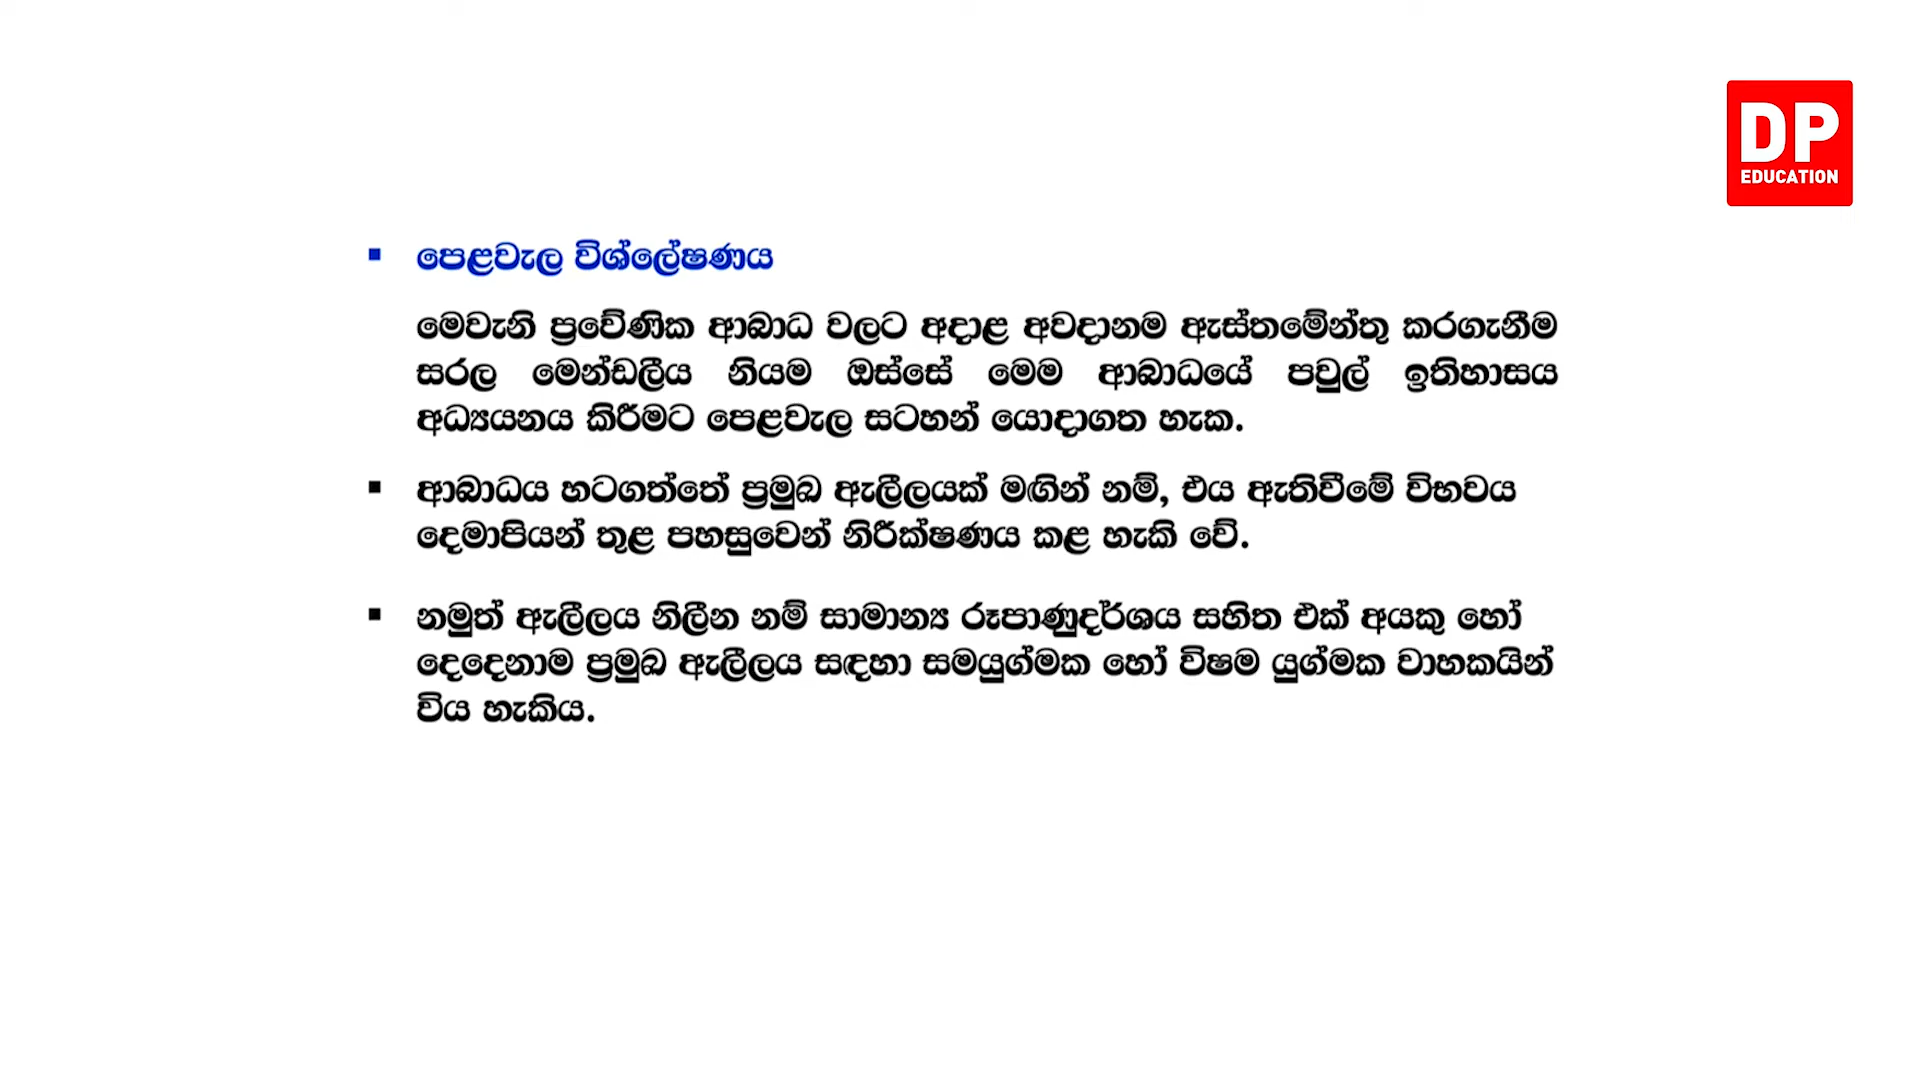 DP
EDUCATION
▪ පෙළවැල විශ්ලේෂණය
මෙවැනි ප්‍රවේණික ආබාධ වලට අදාළ අවදානම ඇස්තමේන්තු කරගැනීම
සරල මෙන්ඩලීය නියම ඔස්සේ මෙම ආබාධයේ පවුල් ඉතිහාසය
අධ්‍යයනය කිරීමට පෙළවැල සටහන් යොදාගත හැක.
▪ ආබාධය හටගත්තේ ප්‍රමුඛ ඇලීලයක් මඟින් නම්, එය ඇතිවීමේ විභවය
දෙමාපියන් තුළ පහසුවෙන් නිරීක්ෂණය කළ හැකි වේ.
▪ නමුත් ඇලීලය නිලීන නම් සාමාන්‍ය රූපාණුදර්ශය සහිත එක් අයකු හෝ
දෙදෙනාම ප්‍රමුඛ ඇලීලය සඳහා සමයුග්මක හෝ විෂම යුග්මක වාහකයින්
විය හැකිය.